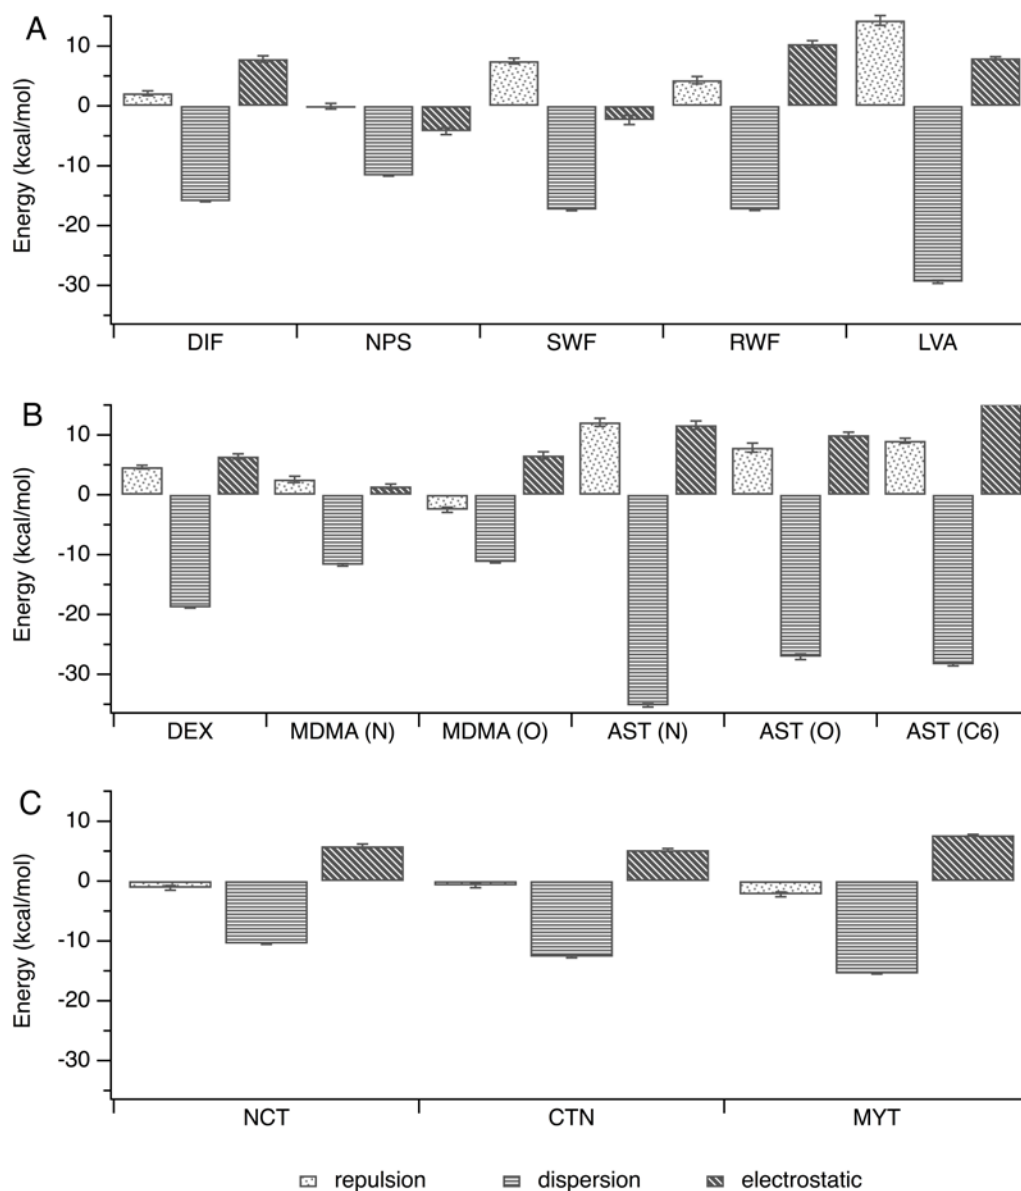 A
Energy (kcal/mol)
10
0
-10
-20
-30
DIF NPS SWF RWF LVA
B
Energy (kcal/mol)
10
0
-10
-20
-30
DEX MDMA (N) MDMA (O) AST (N) AST (O) AST (C6)
C
Energy (kcal/mol)
10
0
-10
-20
-30
NCT CTN MYT
repulsion dispersion electrostatic